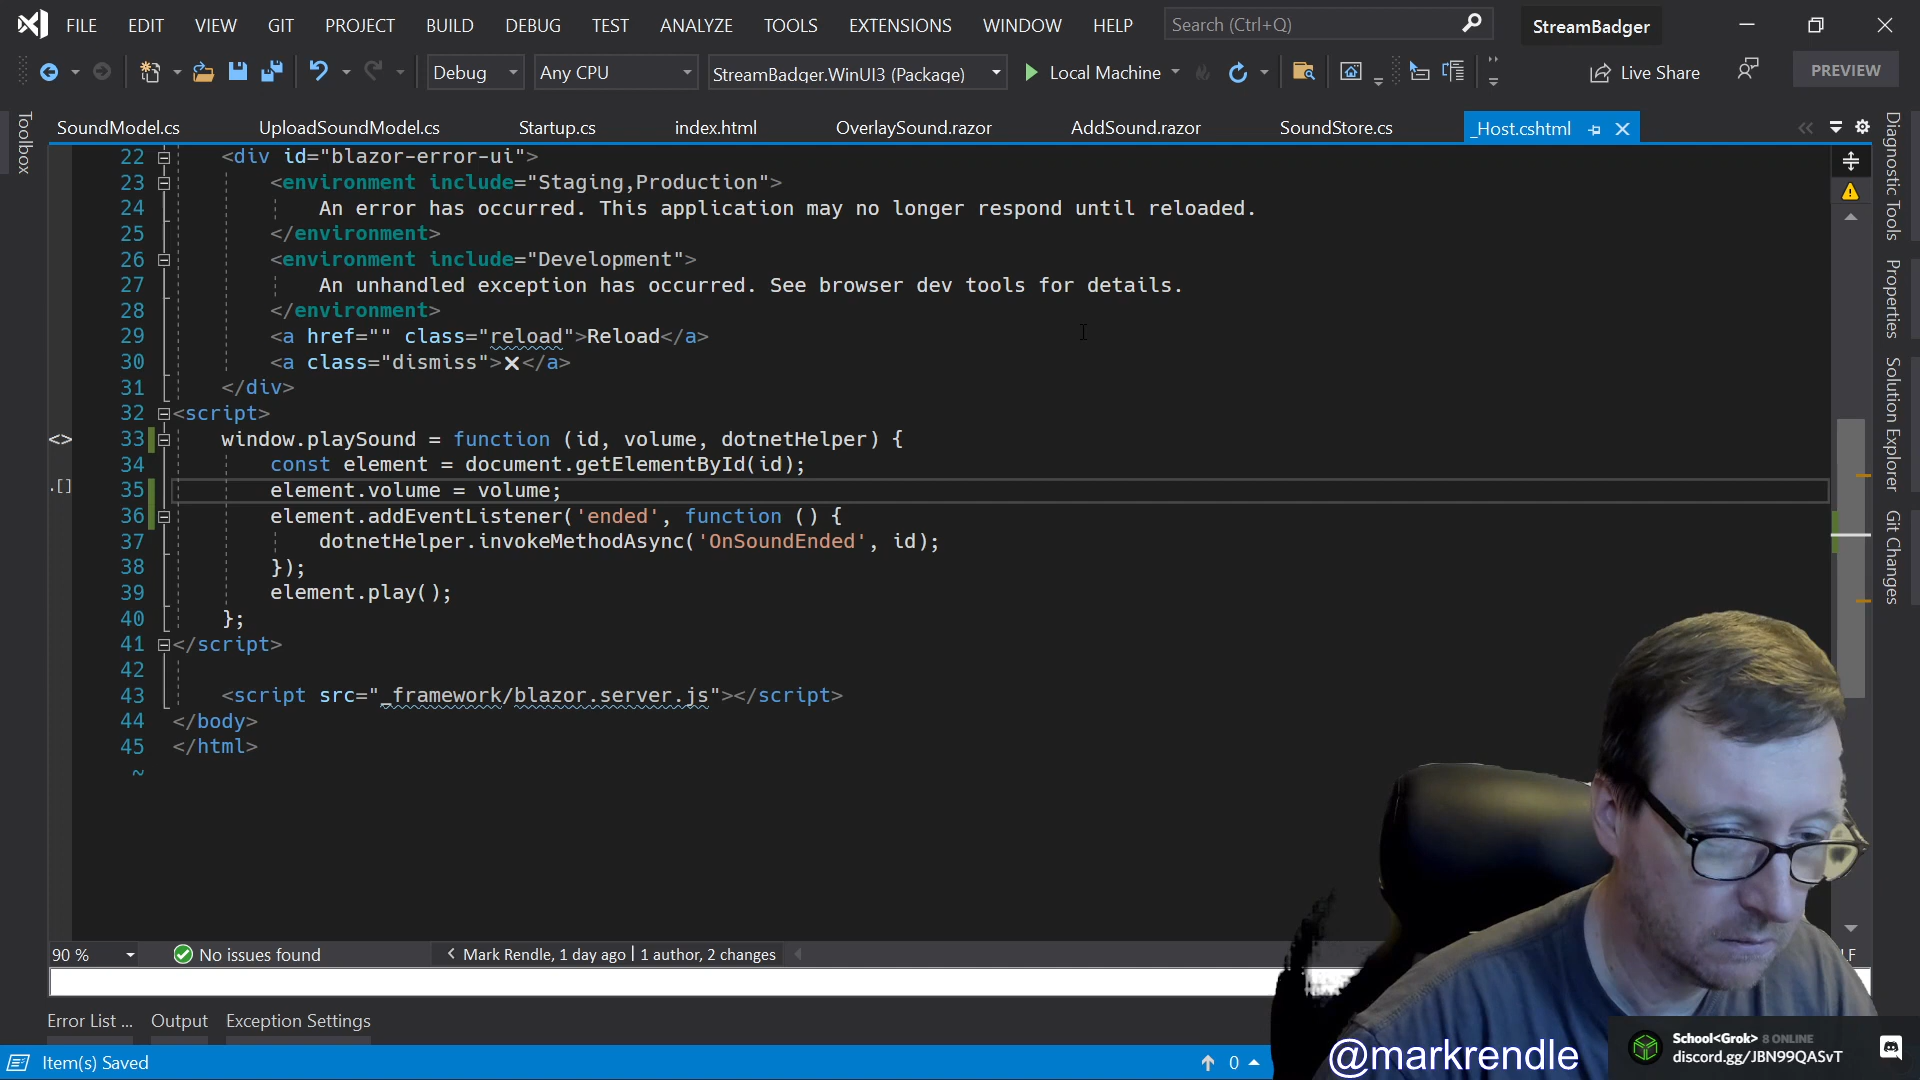 FILE EDIT VIEW GIT PROJECT BUILD DEBUG TEST ANALYZE TOOLS EXTENSIONS WINDOW HELP Search (Ctrl+Q) StreamBadger
Debug Any CPU StreamBadger.WinUI3 (Package) Local Machine Live Share PREVIEW
SoundModel.cs UploadSoundModel.cs Startup.cs index.html OverlaySound.razor AddSound.razor SoundStore.cs _Host.cshtml
Toolbox
Diagnostic Tools
Properties
Solution Explorer
Git Changes
22 <div id="blazor-error-ui">
23 <environment include="Staging,Production">
24 An error has occurred. This application may no longer respond until reloaded.
25 </environment>
26 <environment include="Development">
27 An unhandled exception has occurred. See browser dev tools for details.
28 </environment>
29 <a href="" class="reload">Reload</a>
30 <a class="dismiss">🗙</a>
31 </div>
32 <script>
33 window.playSound = function (id, volume, dotnetHelper) {
34 const element = document.getElementById(id);
35 element.volume = volume;
36 element.addEventListener('ended', function () {
37 dotnetHelper.invokeMethodAsync('OnSoundEnded', id);
38 });
39 element.play();
40 };
41 </script>
42
43 <script src="_framework/blazor.server.js"></script>
44 </body>
45 </html>
~
90 % No issues found Mark Rendle, 1 day ago | 1 author, 2 changes
LF
Error List ... Output Exception Settings
Item(s) Saved 0
@markrendle
School<Grok> 8 ONLINE
discord.gg/JBN99QASvT